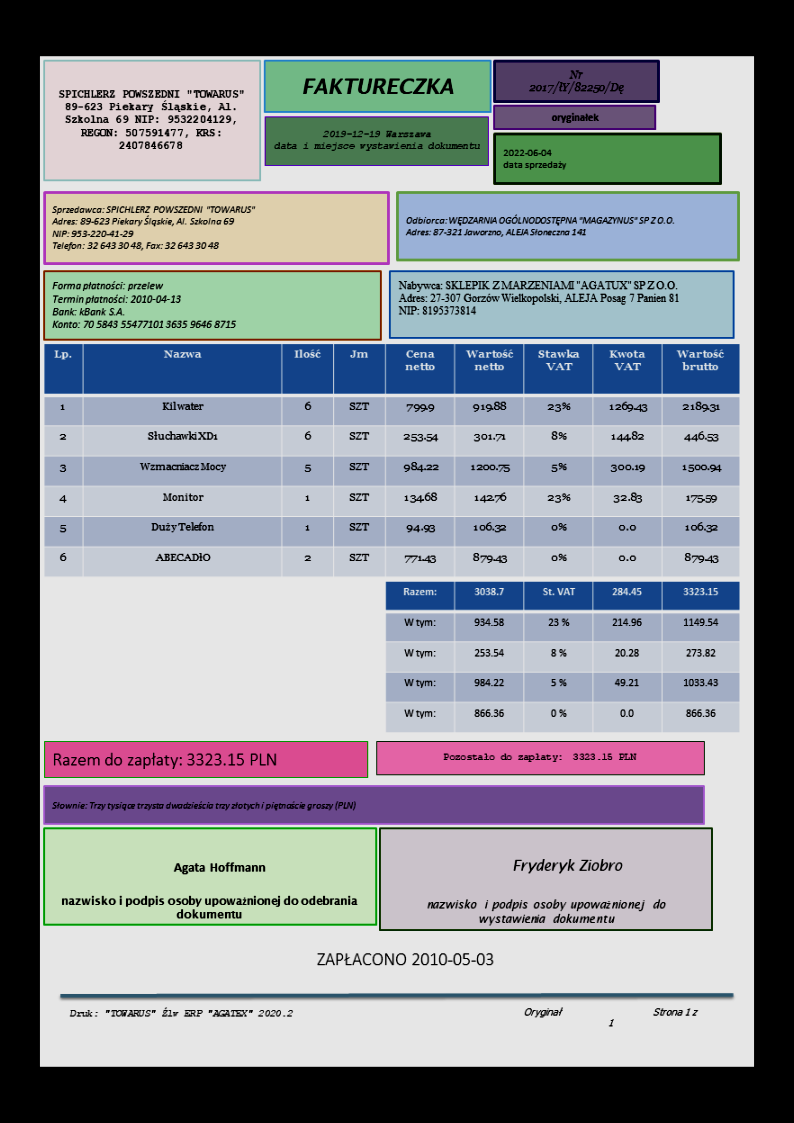 SPICHLERZ POWSZEDNI "TOWARUS"
89-623 Piekary Śląskie, Al.
Szkolna 69 NIP: 9532204129,
REGON: 507591477, KRS:
2407846678
FAKTURECZKA
2019-12-19 Warszawa
data i miejsce wystawienia dokumentu
Nr
2017/IY/82250/Dę
oryginałek
2022-06-04
data sprzedaży
Sprzedawca: SPICHLERZ POWSZEDNI "TOWARUS"
Adres: 89-623 Piekary Śląskie, Al. Szkolna 69
NIP: 953-220-41-29
Telefon: 32 643 30 48, Fax: 32 643 30 48
Odbiorca: WĘDZARNIA OGÓLNODOSTĘPNA "MAGAZYNUS" SP Z O.O.
Adres: 87-321 Jaworzno, ALEJA Słoneczna 141
Forma płatności: przelew
Termin płatności: 2010-04-13
Bank: kBank S.A.
Konto: 70 5843 55477101 3635 9646 8715
Nabywca: SKLEPIK Z MARZENIAMI "AGATUX" SP Z O.O.
Adres: 27-307 Gorzów Wielkopolski, ALEJA Posag 7 Panien 81
NIP: 8195373814
Lp. Nazwa Ilość Jm Cena netto Wartość netto Stawka VAT Kwota VAT Wartość brutto
1 Kilwater 6 SZT 799.9 919.88 23% 1269.43 2189.31
2 Słuchawki XD1 6 SZT 253.54 301.71 8% 144.82 446.53
3 Wzmacniacz Mocy 5 SZT 984.22 1200.75 5% 300.19 1500.94
4 Monitor 1 SZT 134.68 142.76 23% 32.83 175.59
5 Duży Telefon 1 SZT 94.93 106.32 0% 0.0 106.32
6 ABECADłO 2 SZT 771.43 879.43 0% 0.0 879.43
Razem: 3038.7 St. VAT 284.45 3323.15
W tym: 934.58 23 % 214.96 1149.54
W tym: 253.54 8 % 20.28 273.82
W tym: 984.22 5 % 49.21 1033.43
W tym: 866.36 0 % 0.0 866.36
Razem do zapłaty: 3323.15 PLN
Pozostało do zapłaty: 3323.15 PLN
Słownie: Trzy tysiące trzysta dwadzieścia trzy złotych i piętnaście groszy (PLN)
Agata Hoffmann
nazwisko i podpis osoby upoważnionej do odebrania
dokumentu
Fryderyk Ziobro
nazwisko i podpis osoby upoważnionej do
wystawienia dokumentu
ZAPŁACONO 2010-05-03
Druk: "TOWARUS" Źlw ERP "AGATEX" 2020.2
Oryginał
Strona 1 z
1